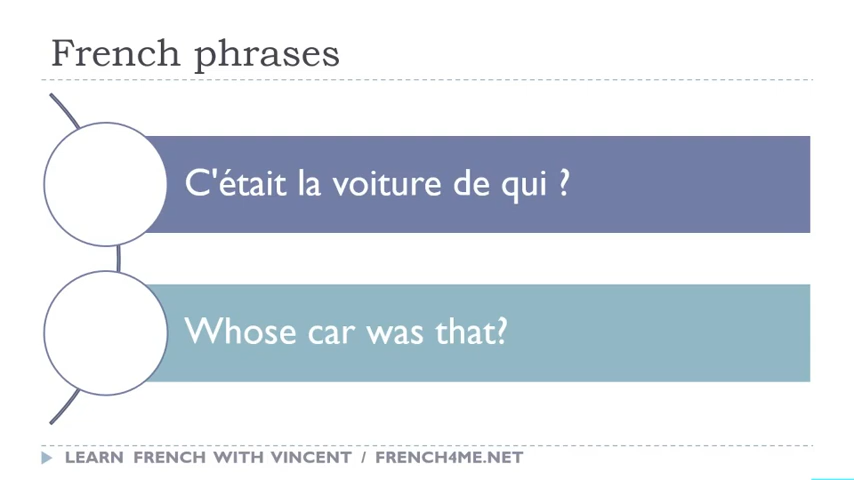 French phrases
C'était la voiture de qui ?
Whose car was that?
LEARN FRENCH WITH VINCENT / FRENCH4ME.NET